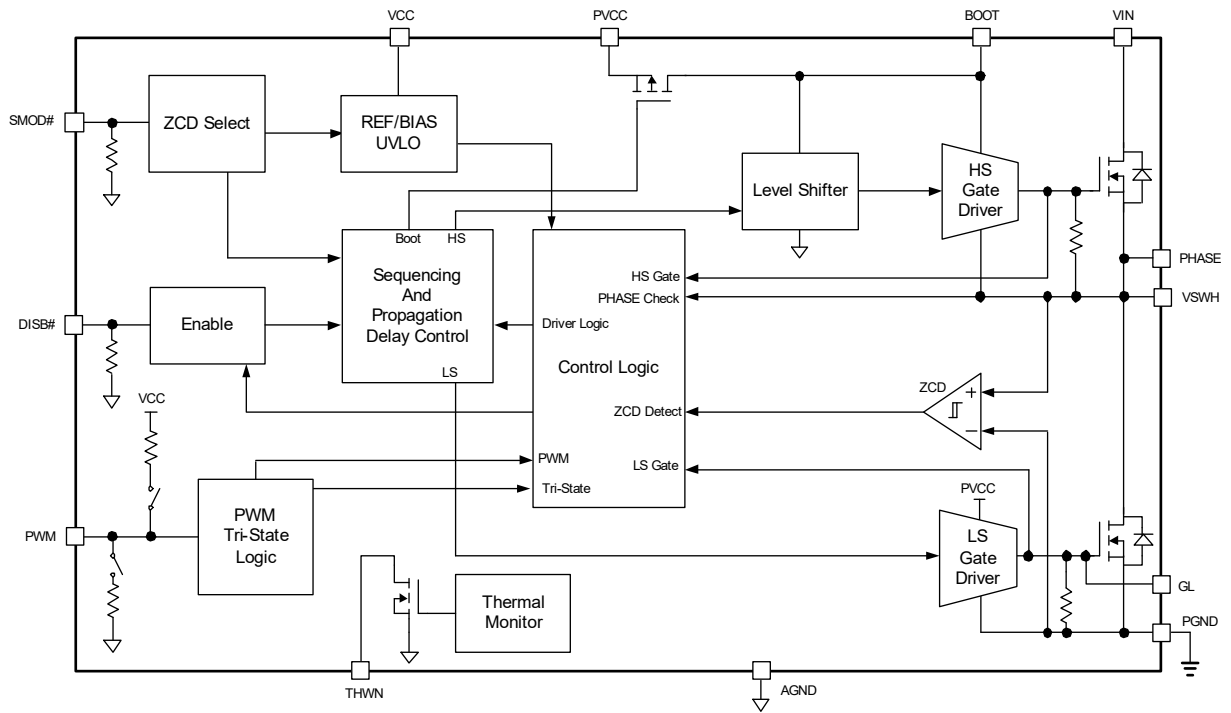 VCC
PVCC
BOOT
VIN
SMOD#
ZCD Select
REF/BIAS
UVLO
Level Shifter
HS
Gate
Driver
Boot
HS
Sequencing
And
Propagation
Delay Control
LS
HS Gate
PHASE Check
Driver Logic
Control Logic
ZCD Detect
LS Gate
PWM
Tri-State
PHASE
VSWH
DISB#
Enable
ZCD
+
−
VCC
PWM
PWM
Tri-State
Logic
PVCC
LS
Gate
Driver
GL
PGND
Thermal
Monitor
THWN
AGND